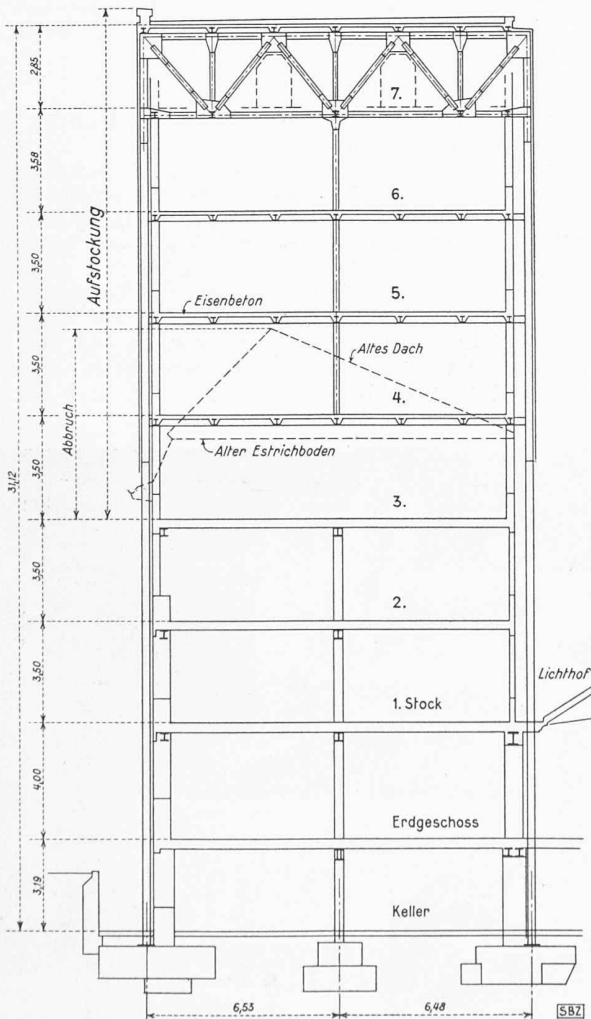 2,85
7.
3,58
Aufstockung
6.
3,50
5.
Eisenbeton
3,50
Altes Dach
Abbruch
4.
31,12
Alter Estrichboden
3,50
3.
3,50
2.
3,50
Lichthof
1. Stock
4,00
Erdgeschoss
3,19
Keller
6,53
6,48
SBZ